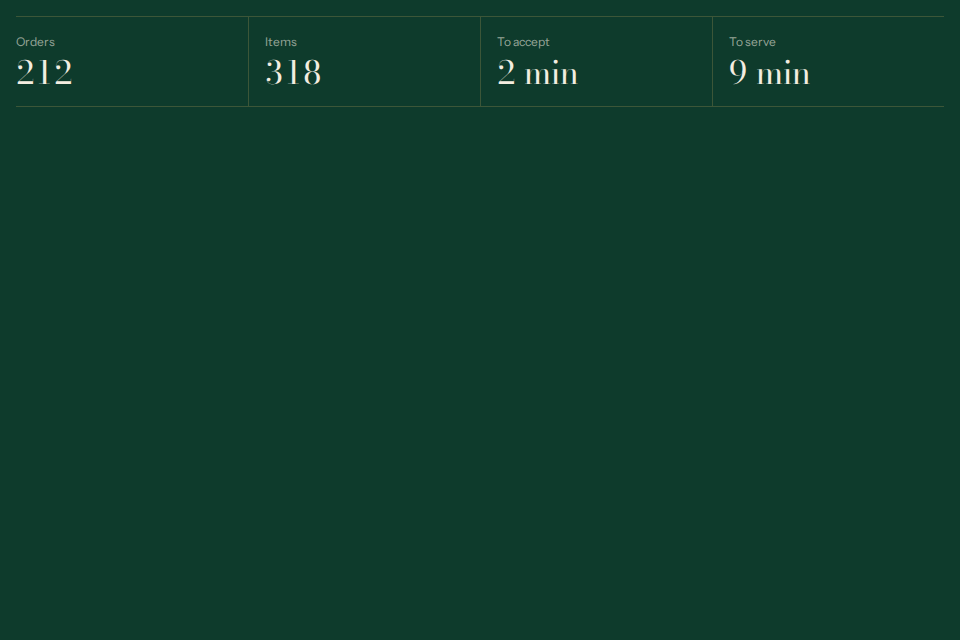 Orders
212
Items
318
To accept
2 min
To serve
9 min